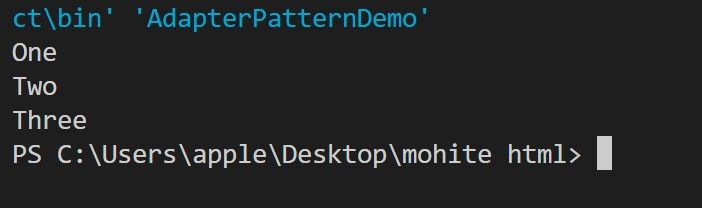 ct\bin' 'AdapterPatternDemo'
One
Two
Three
PS C:\Users\apple\Desktop\mohite html>